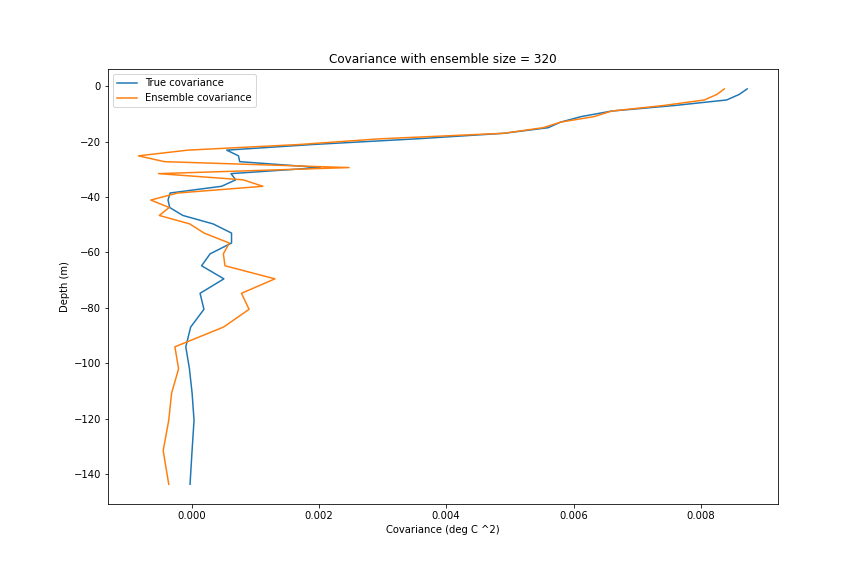 Covariance with ensemble size = 320
True covariance
Ensemble covariance
0
−20
−40
−60
−80
−100
−120
−140
Depth (m)
0.000 0.002 0.004 0.006 0.008
Covariance (deg C ^2)